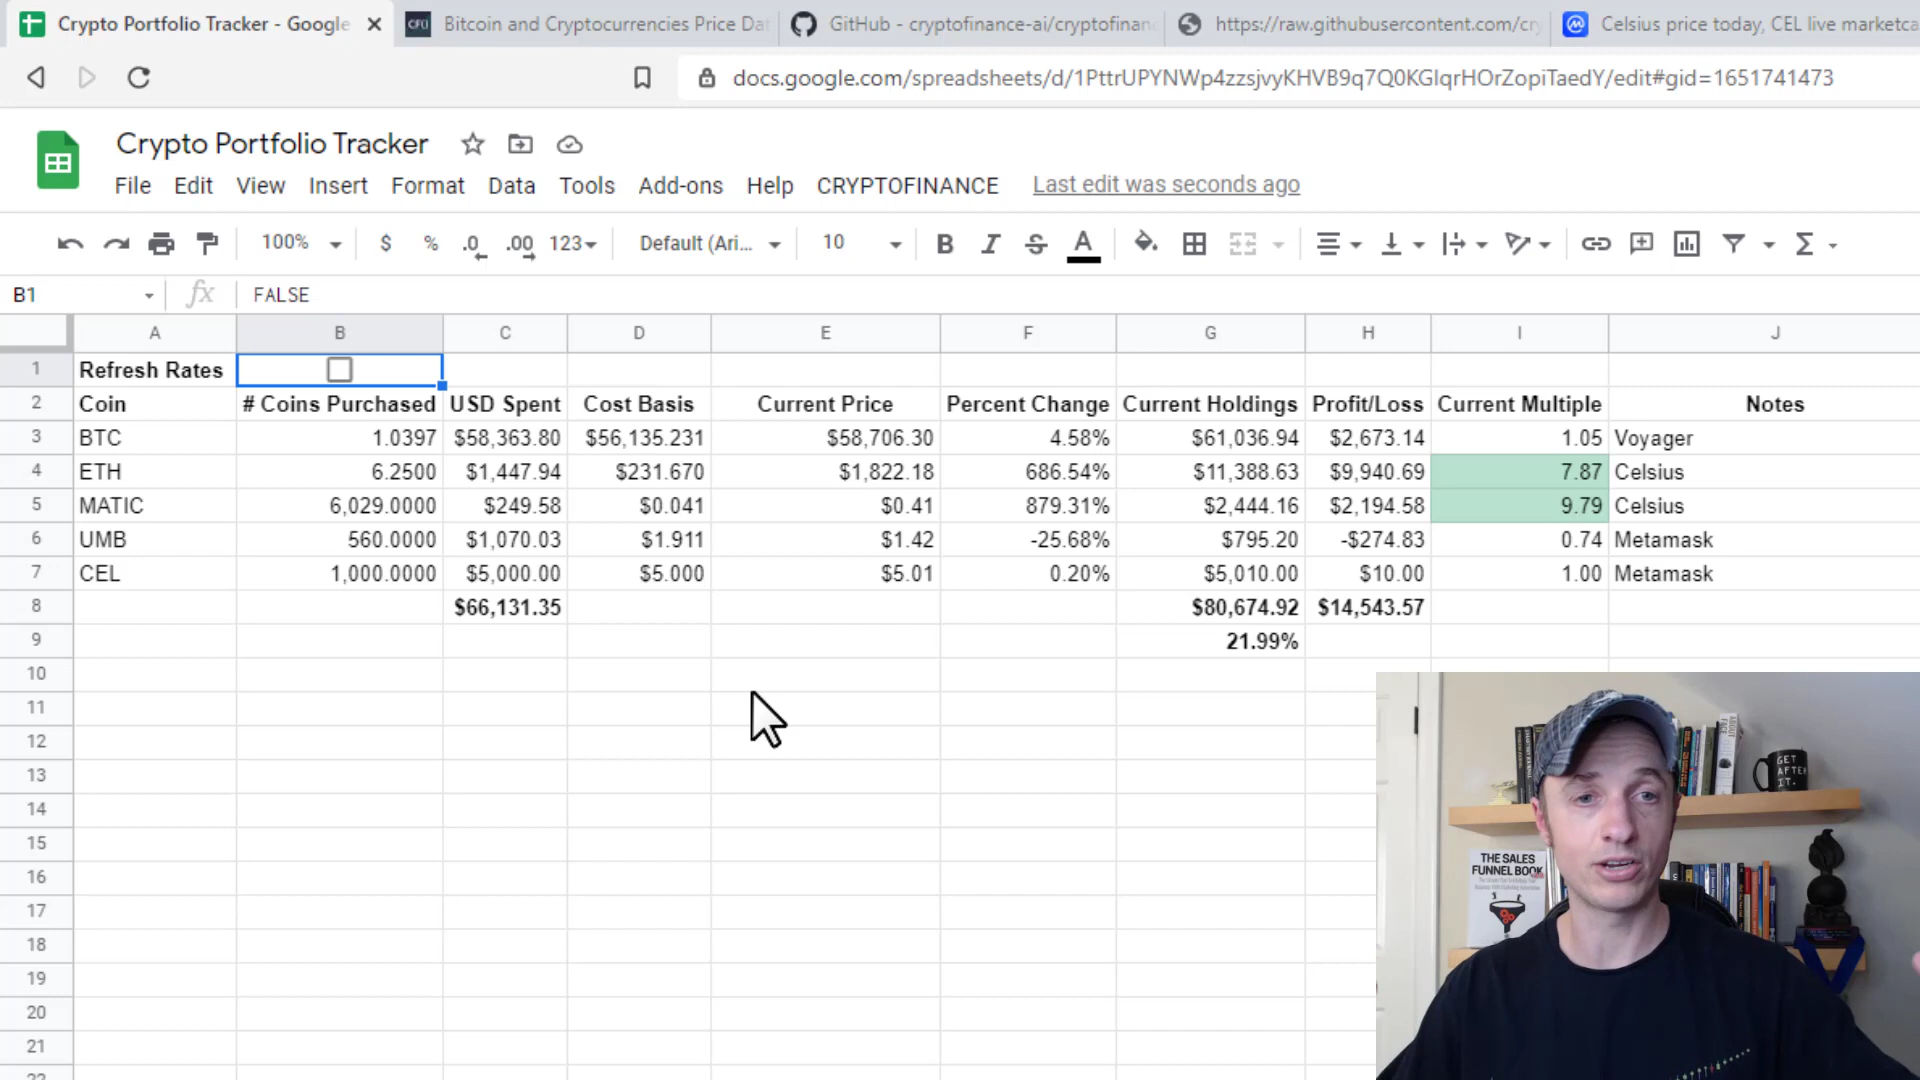 Crypto Portfolio Tracker - Google
CFU
Bitcoin and Cryptocurrencies Price Dat
GitHub - cryptofinance-ai/cryptofinanc
https://raw.githubusercontent.com/cry
Celsius price today, CEL live marketca
docs.google.com/spreadsheets/d/1PttrUPYNWp4zzsjvyKHVB9q7Q0KGIqrHOrZopiTaedY/edit#gid=1651741473
Crypto Portfolio Tracker
File Edit View Insert Format Data Tools Add-ons Help CRYPTOFINANCE Last edit was seconds ago
100% $ % .0 .00 123 Default (Ari... 10 B I S A Σ
B1 fx FALSE
A B C D E F G H I J
1 Refresh Rates
2 Coin # Coins Purchased USD Spent Cost Basis Current Price Percent Change Current Holdings Profit/Loss Current Multiple Notes
3 BTC 1.0397 $58,363.80 $56,135.231 $58,706.30 4.58% $61,036.94 $2,673.14 1.05 Voyager
4 ETH 6.2500 $1,447.94 $231.670 $1,822.18 686.54% $11,388.63 $9,940.69 7.87 Celsius
5 MATIC 6,029.0000 $249.58 $0.041 $0.41 879.31% $2,444.16 $2,194.58 9.79 Celsius
6 UMB 560.0000 $1,070.03 $1.911 $1.42 -25.68% $795.20 -$274.83 0.74 Metamask
7 CEL 1,000.0000 $5,000.00 $5.000 $5.01 0.20% $5,010.00 $10.00 1.00 Metamask
8 $66,131.35 $80,674.92 $14,543.57
9 21.99%
10
11
12
13
14
15
16
17
18
19
20
21
22
GET
AFTER
IT.
THE SALES
FUNNEL BOOK